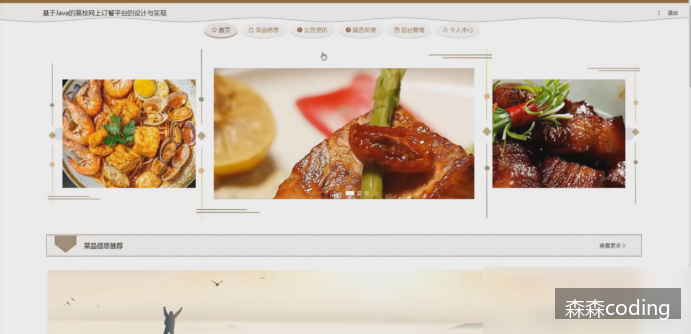 基于Java的高校网上订餐平台的设计与实现
1 退出
首页 菜品信息 公告资讯 留言反馈 后台管理 个人中心
菜品信息推荐
查看更多
森森coding